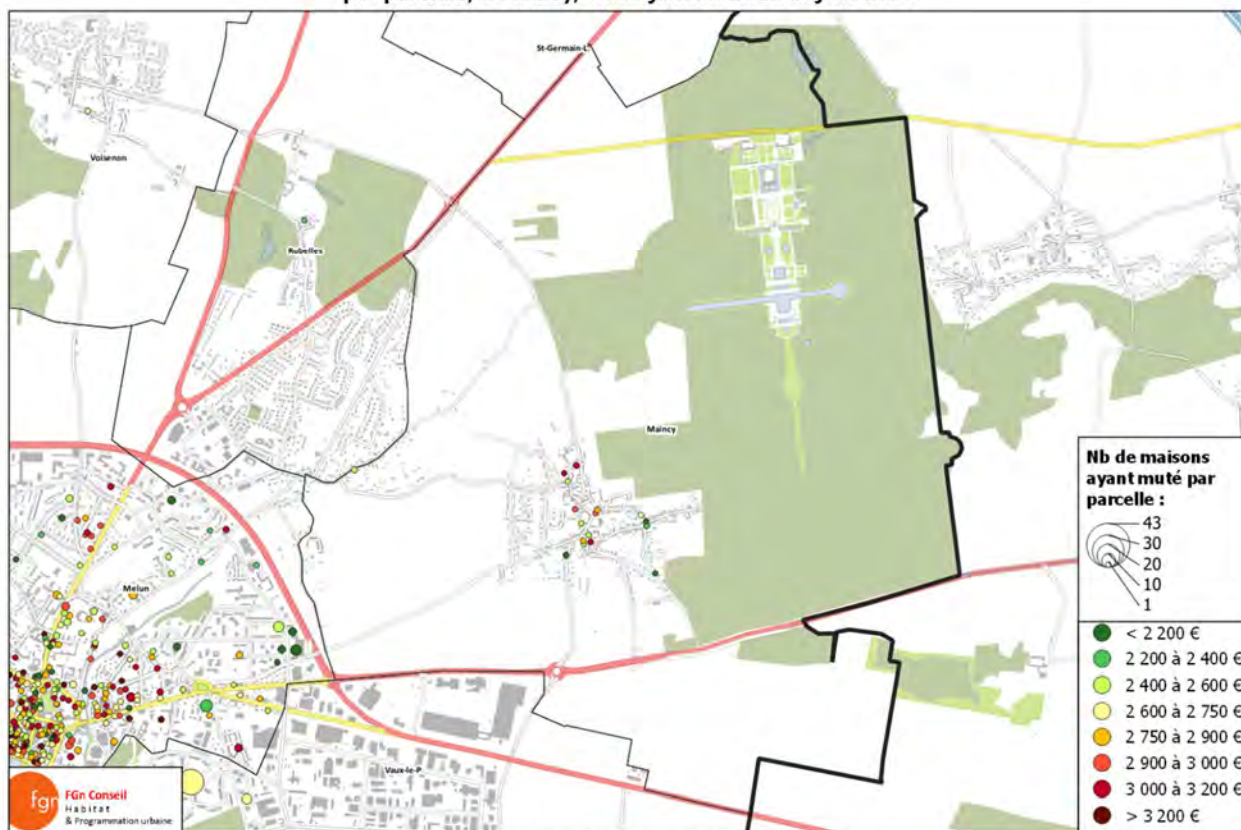 St-Germain-L.
Voisenon
Rubelles
Maincy
Melun
Vaux-le-P
Nb de maisons
ayant muté par
parcelle :
43
30
20
10
1
< 2 200 €
2 200 à 2 400 €
2 400 à 2 600 €
2 600 à 2 750 €
2 750 à 2 900 €
2 900 à 3 000 €
3 000 à 3 200 €
> 3 200 €
fgn
FGn Conseil
Habitat
& Programmation urbaine